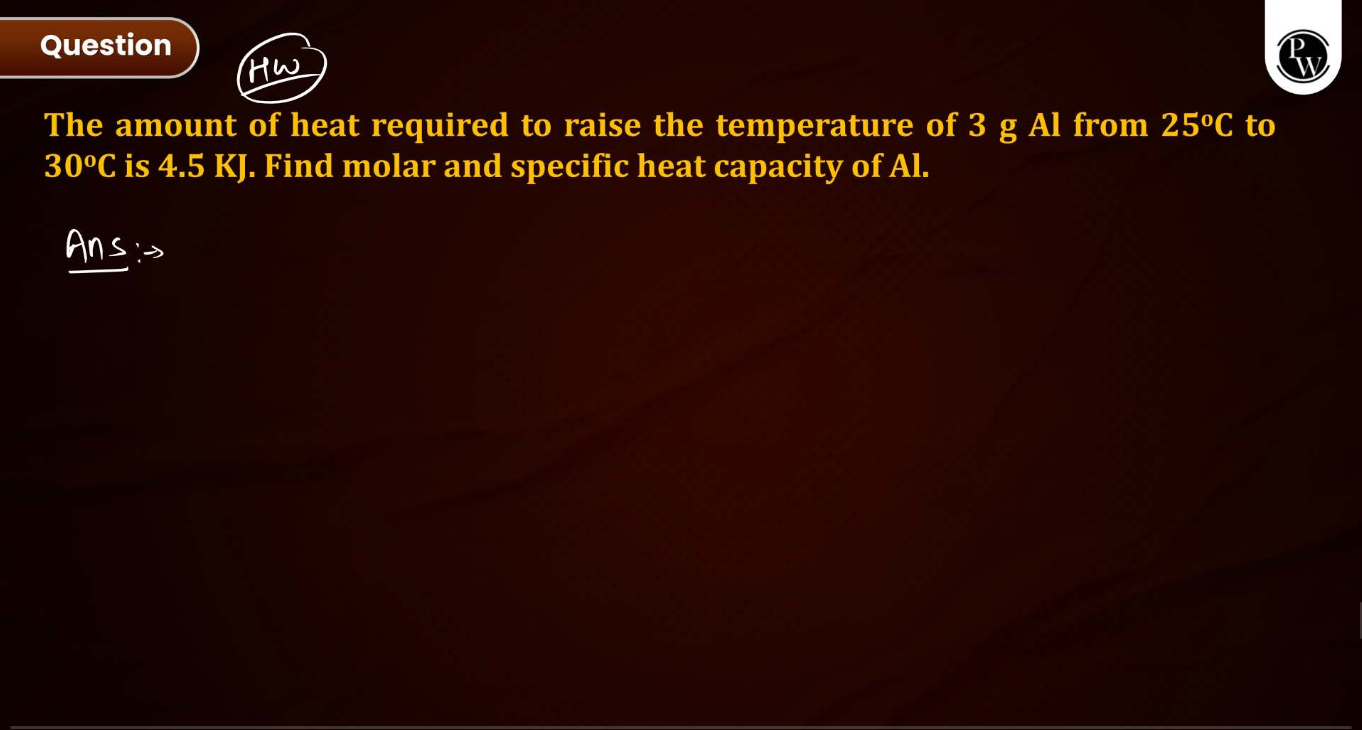 Question
HW
PW
The amount of heat required to raise the temperature of 3 g Al from 25°C to
30°C is 4.5 KJ. Find molar and specific heat capacity of Al.
Ans :→